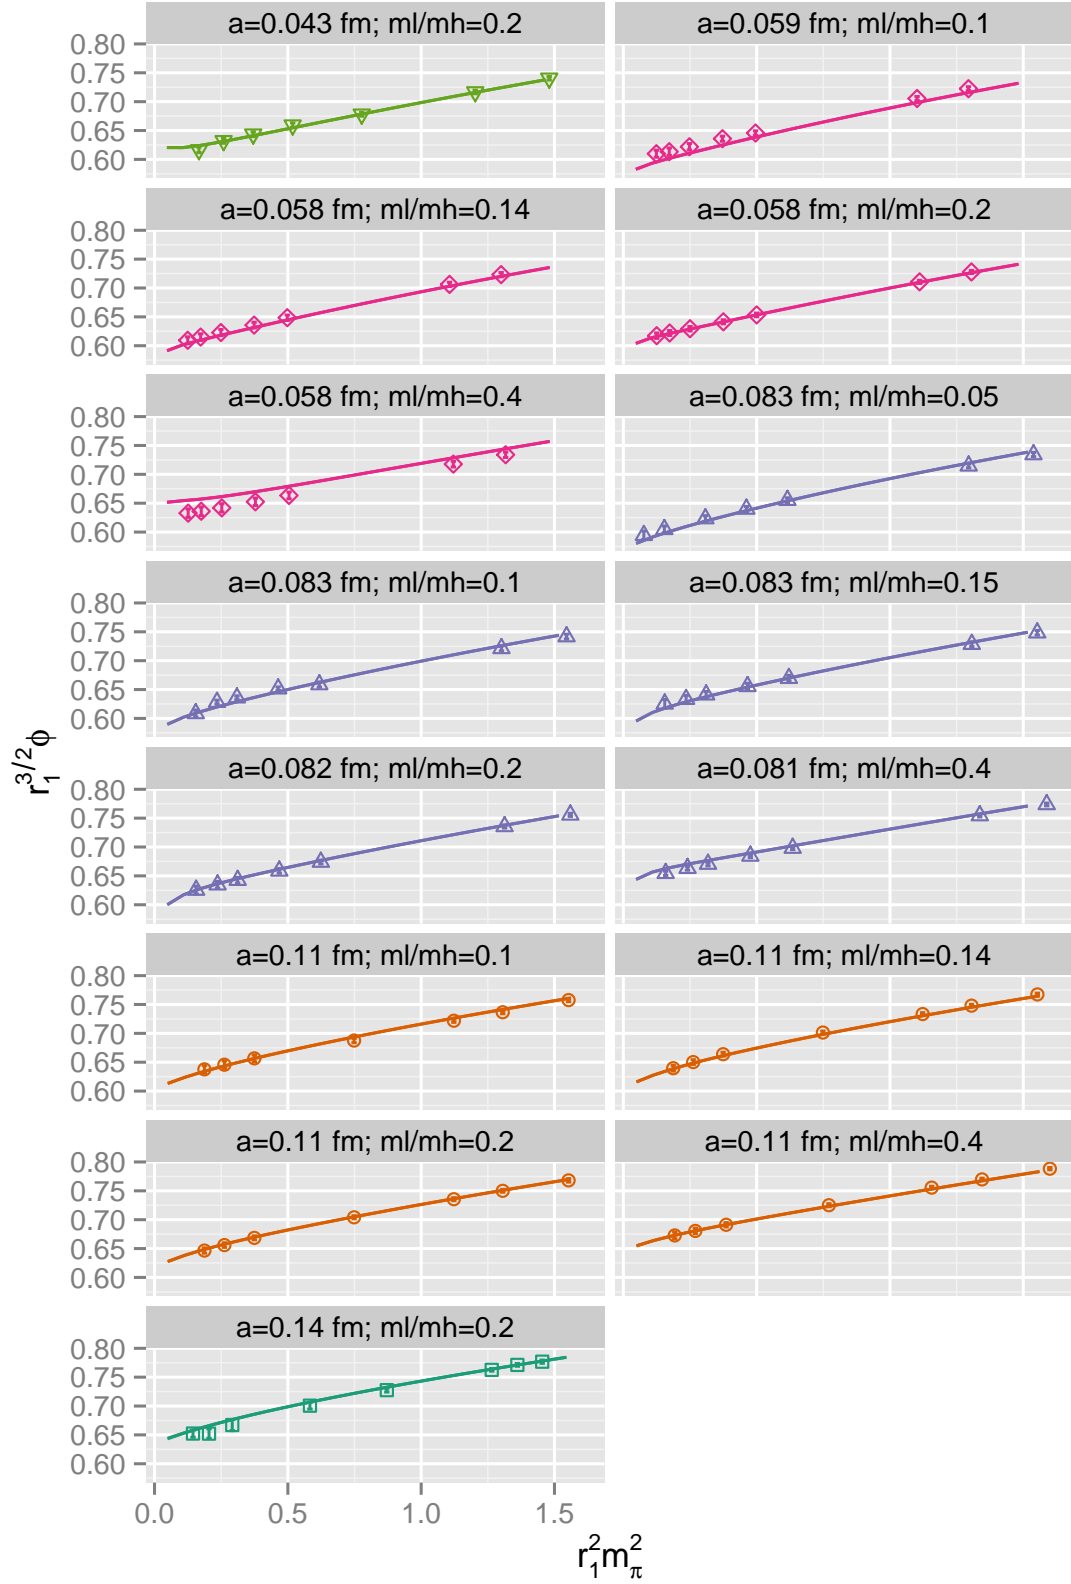 a=0.043 fm; ml/mh=0.2
a=0.059 fm; ml/mh=0.1
0.80
0.75
0.70
0.65
0.60
a=0.058 fm; ml/mh=0.14
a=0.058 fm; ml/mh=0.2
0.80
0.75
0.70
0.65
0.60
a=0.058 fm; ml/mh=0.4
a=0.083 fm; ml/mh=0.05
0.80
0.75
0.70
0.65
0.60
a=0.083 fm; ml/mh=0.1
a=0.083 fm; ml/mh=0.15
0.80
0.75
0.70
0.65
0.60
r₁^3/2 ϕ
a=0.082 fm; ml/mh=0.2
a=0.081 fm; ml/mh=0.4
0.80
0.75
0.70
0.65
0.60
a=0.11 fm; ml/mh=0.1
a=0.11 fm; ml/mh=0.14
0.80
0.75
0.70
0.65
0.60
a=0.11 fm; ml/mh=0.2
a=0.11 fm; ml/mh=0.4
0.80
0.75
0.70
0.65
0.60
a=0.14 fm; ml/mh=0.2
0.80
0.75
0.70
0.65
0.60
0.0 0.5 1.0 1.5
r₁²m_π²